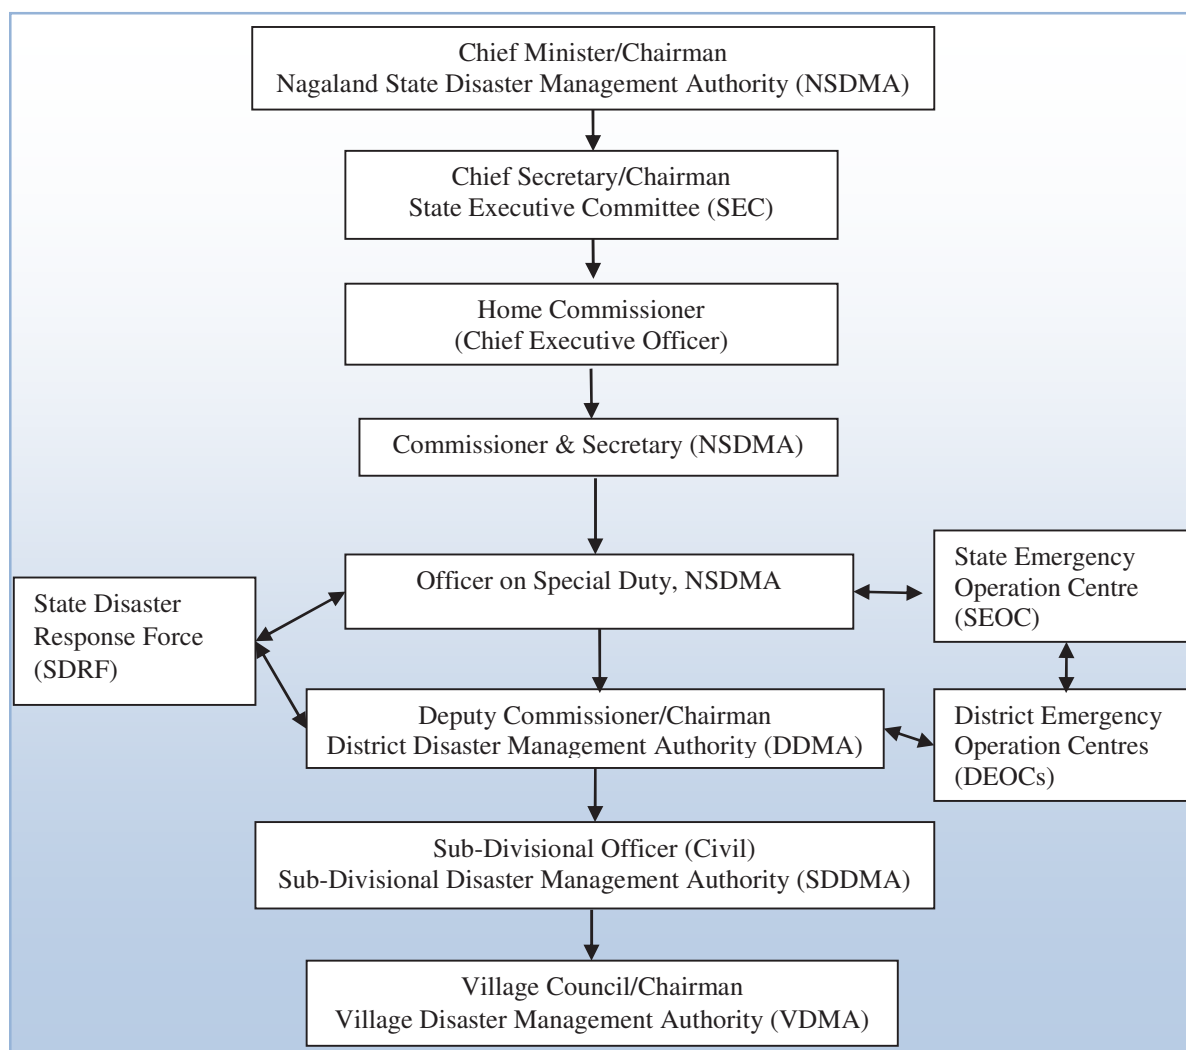 Chief Minister/Chairman
Nagaland State Disaster Management Authority (NSDMA)
Chief Secretary/Chairman
State Executive Committee (SEC)
Home Commissioner
(Chief Executive Officer)
Commissioner & Secretary (NSDMA)
Officer on Special Duty, NSDMA
State Emergency
Operation Centre
(SEOC)
State Disaster
Response Force
(SDRF)
Deputy Commissioner/Chairman
District Disaster Management Authority (DDMA)
District Emergency
Operation Centres
(DEOCs)
Sub-Divisional Officer (Civil)
Sub-Divisional Disaster Management Authority (SDDMA)
Village Council/Chairman
Village Disaster Management Authority (VDMA)